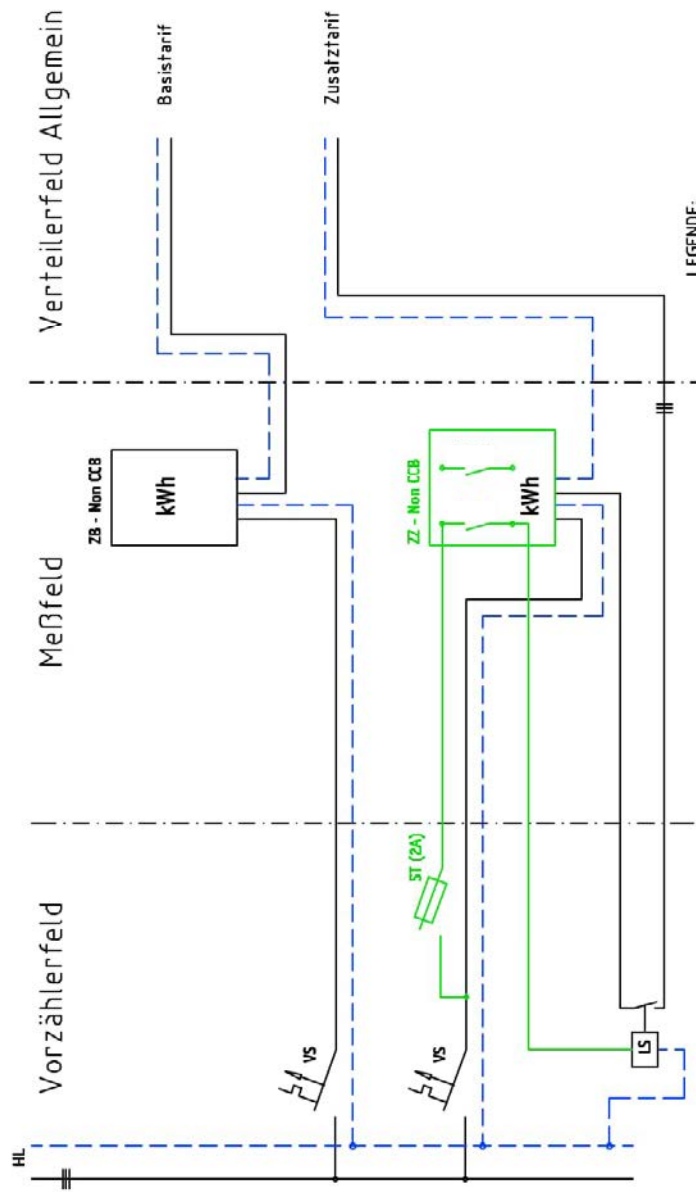 Vorzählerfeld
Meßfeld
Verteilerfeld Allgemein
HL
VS
ZB - Non CCB
kWh
Basistarif
VS
ST (2A)
ZZ - Non CCB
kWh
Zusatztarif
LS
LEGENDE: